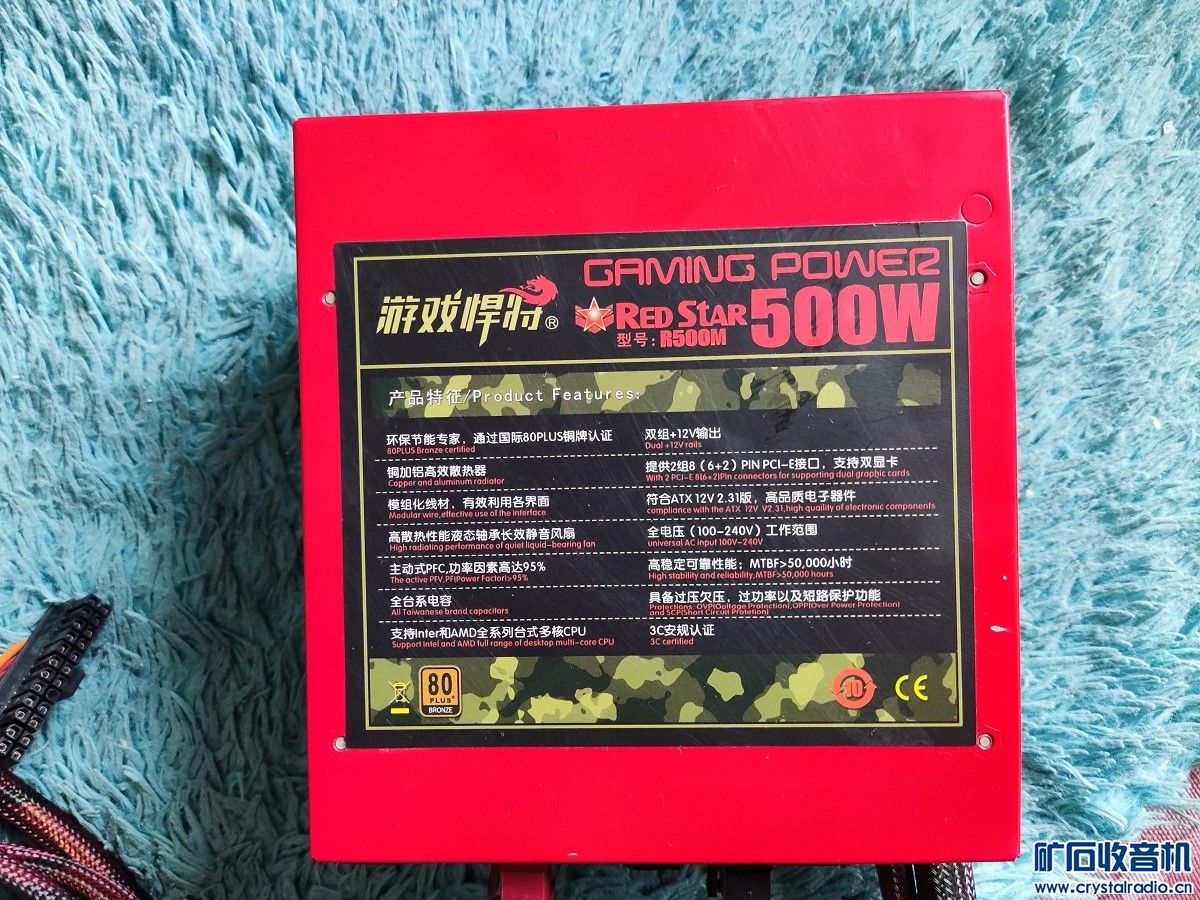 GAMING POWER
游戏悍将®
RED STAR
500W
型号：R500M
产品特征/Product Features:
环保节能专家，通过国际80PLUS铜牌认证
80PLUS Bronze certified
铜加铝高效散热器
Copper and aluminum radiator
模组化线材，有效利用各界面
Modular wire,effective use of the interface
高散热性能液态轴承长效静音风扇
High radiating performance of quiet liquid-bearing fan
主动式PFC,功率因素高达95%
The active PFV,PF(Power Factor)>95%
全台系电容
All Taiwanese brand capacitors
支持Inter和AMD全系列台式多核CPU
Support intel and AMD full range of desktop multi-core CPU
双组+12V输出
Dual +12V rails
提供2组8（6+2）PIN PCI-E接口，支持双显卡
With 2 PCI-E 8(6+2)Pin connectors for supporting dual graphic cards
符合ATX 12V 2.31版，高品质电子器件
compliance with the ATX 12V V2.31,high quaility of electronic components
全电压（100-240V）工作范围
universal AC input 100V-240V
高稳定可靠性能；MTBF>50,000小时
High stability and reliability;MTBF>50,000 hours
具备过压欠压，过功率以及短路保护功能
Protections: OVP(Ooltage Protection),OPP(Over Power Protection)
and SCP(Short Circuit Protetion)
3C安规认证
3C certified
80
PLUS
BRONZE
10
CE
矿石收音机
www.crystalradio.cn